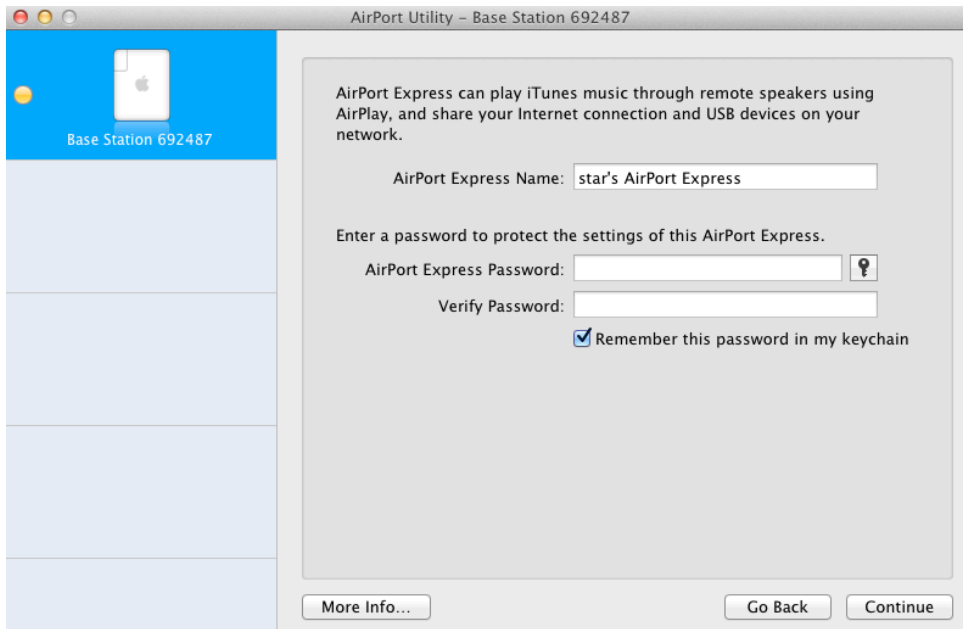 AirPort Utility – Base Station 692487
Base Station 692487
AirPort Express can play iTunes music through remote speakers using
AirPlay, and share your Internet connection and USB devices on your
network.
AirPort Express Name: star's AirPort Express
Enter a password to protect the settings of this AirPort Express.
AirPort Express Password:
Verify Password:
Remember this password in my keychain
More Info... Go Back Continue